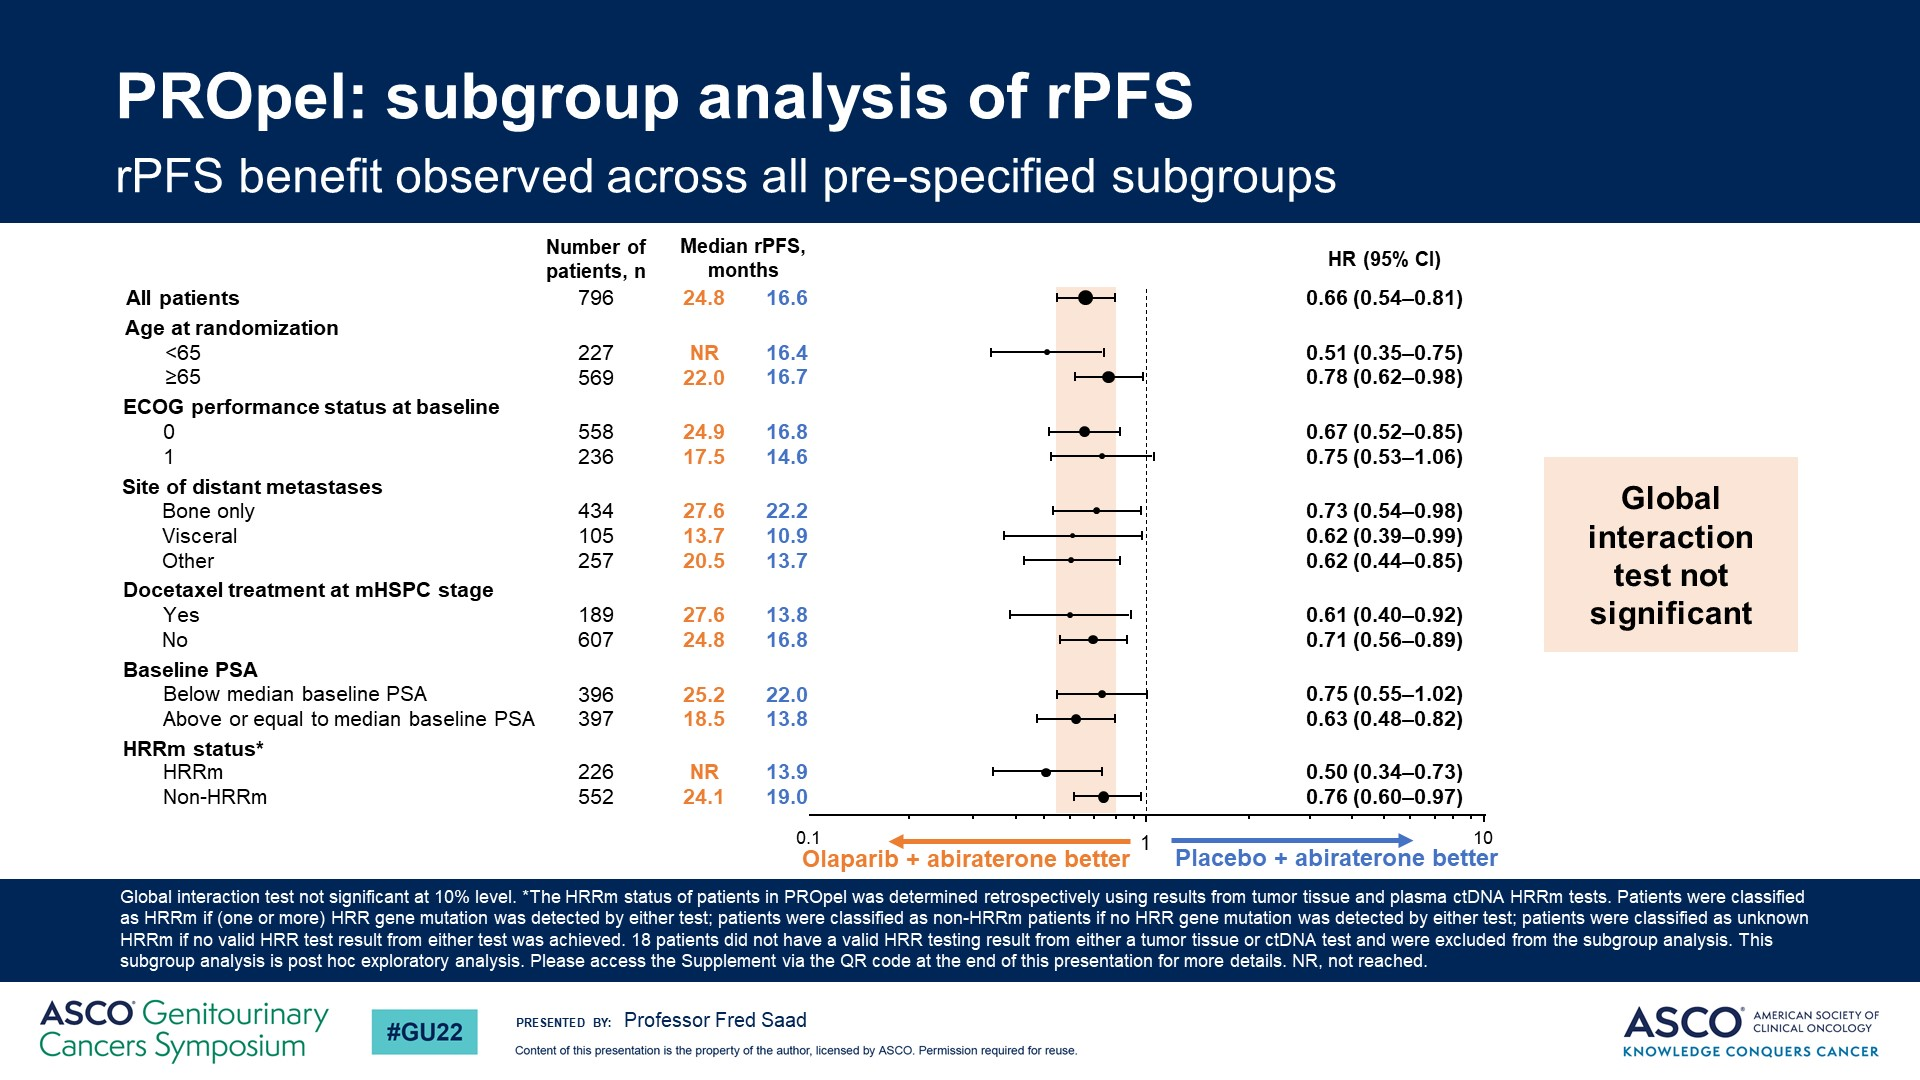 PROpel: subgroup analysis of rPFS
rPFS benefit observed across all pre-specified subgroups
Number of patients, n Median rPFS, months HR (95% CI)
All patients 796 24.8 16.6 0.66 (0.54–0.81)
Age at randomization
<65 227 NR 16.4 0.51 (0.35–0.75)
≥65 569 22.0 16.7 0.78 (0.62–0.98)
ECOG performance status at baseline
0 558 24.9 16.8 0.67 (0.52–0.85)
1 236 17.5 14.6 0.75 (0.53–1.06)
Site of distant metastases
Bone only 434 27.6 22.2 0.73 (0.54–0.98)
Visceral 105 13.7 10.9 0.62 (0.39–0.99)
Other 257 20.5 13.7 0.62 (0.44–0.85)
Docetaxel treatment at mHSPC stage
Yes 189 27.6 13.8 0.61 (0.40–0.92)
No 607 24.8 16.8 0.71 (0.56–0.89)
Baseline PSA
Below median baseline PSA 396 25.2 22.0 0.75 (0.55–1.02)
Above or equal to median baseline PSA 397 18.5 13.8 0.63 (0.48–0.82)
HRRm status*
HRRm 226 NR 13.9 0.50 (0.34–0.73)
Non-HRRm 552 24.1 19.0 0.76 (0.60–0.97)
0.1 1 10
Olaparib + abiraterone better Placebo + abiraterone better
Global
interaction
test not
significant
Global interaction test not significant at 10% level. *The HRRm status of patients in PROpel was determined retrospectively using results from tumor tissue and plasma ctDNA HRRm tests. Patients were classified
as HRRm if (one or more) HRR gene mutation was detected by either test; patients were classified as non-HRRm patients if no HRR gene mutation was detected by either test; patients were classified as unknown
HRRm if no valid HRR test result from either test was achieved. 18 patients did not have a valid HRR testing result from either a tumor tissue or ctDNA test and were excluded from the subgroup analysis. This
subgroup analysis is post hoc exploratory analysis. Please access the Supplement via the QR code at the end of this presentation for more details. NR, not reached.
ASCO® Genitourinary
Cancers Symposium
#GU22
PRESENTED BY: Professor Fred Saad
Content of this presentation is the property of the author, licensed by ASCO. Permission required for reuse.
ASCO® AMERICAN SOCIETY OF
CLINICAL ONCOLOGY
KNOWLEDGE CONQUERS CANCER